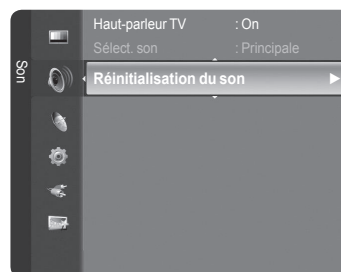 Son
Haut-parleur TV : On
Sélect. son : Principale
Réinitialisation du son